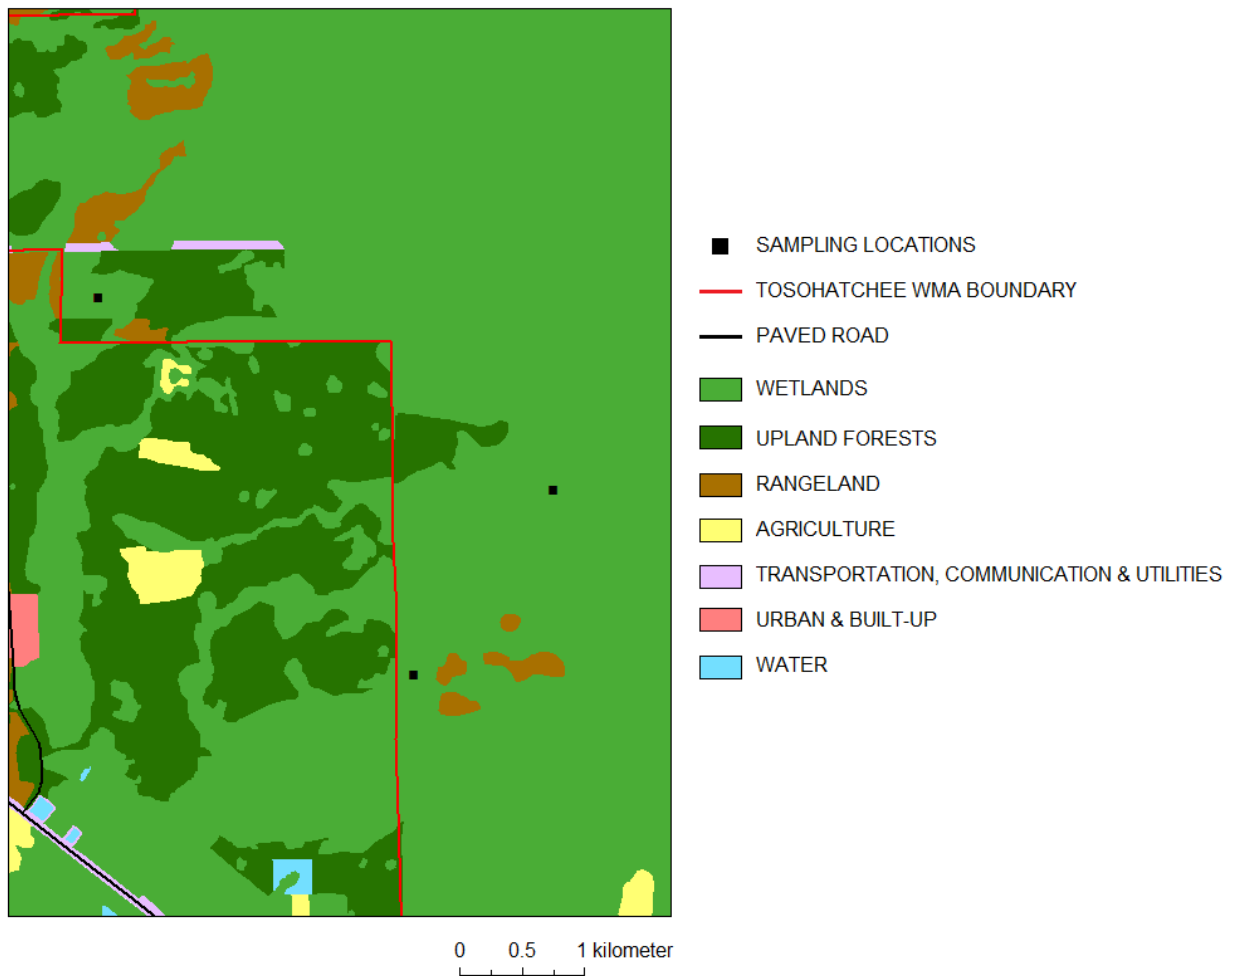 SAMPLING LOCATIONS
TOSOHATCHEE WMA BOUNDARY
PAVED ROAD
WETLANDS
UPLAND FORESTS
RANGELAND
AGRICULTURE
TRANSPORTATION, COMMUNICATION & UTILITIES
URBAN & BUILT-UP
WATER
0 0.5 1 kilometer